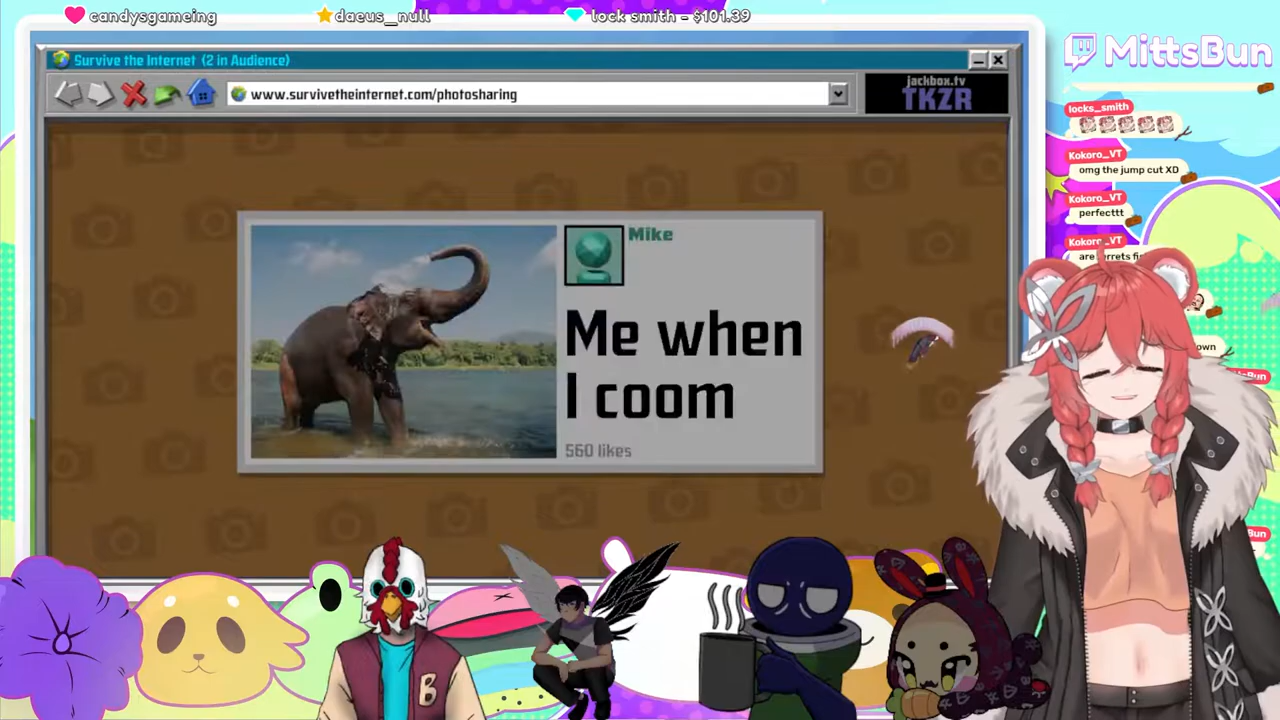 candysgameing
daeus_null
lock smith - $101.39
Survive the Internet (2 in Audience)
www.survivetheinternet.com/photosharing
jackbox.tv
TKZR
MittsBun
locks_smith
Kokoro_VT
omg the jump cut XD
Kokoro_VT
perfecttt
Kokoro_VT
Mike
Me when
I coom
560 likes
B